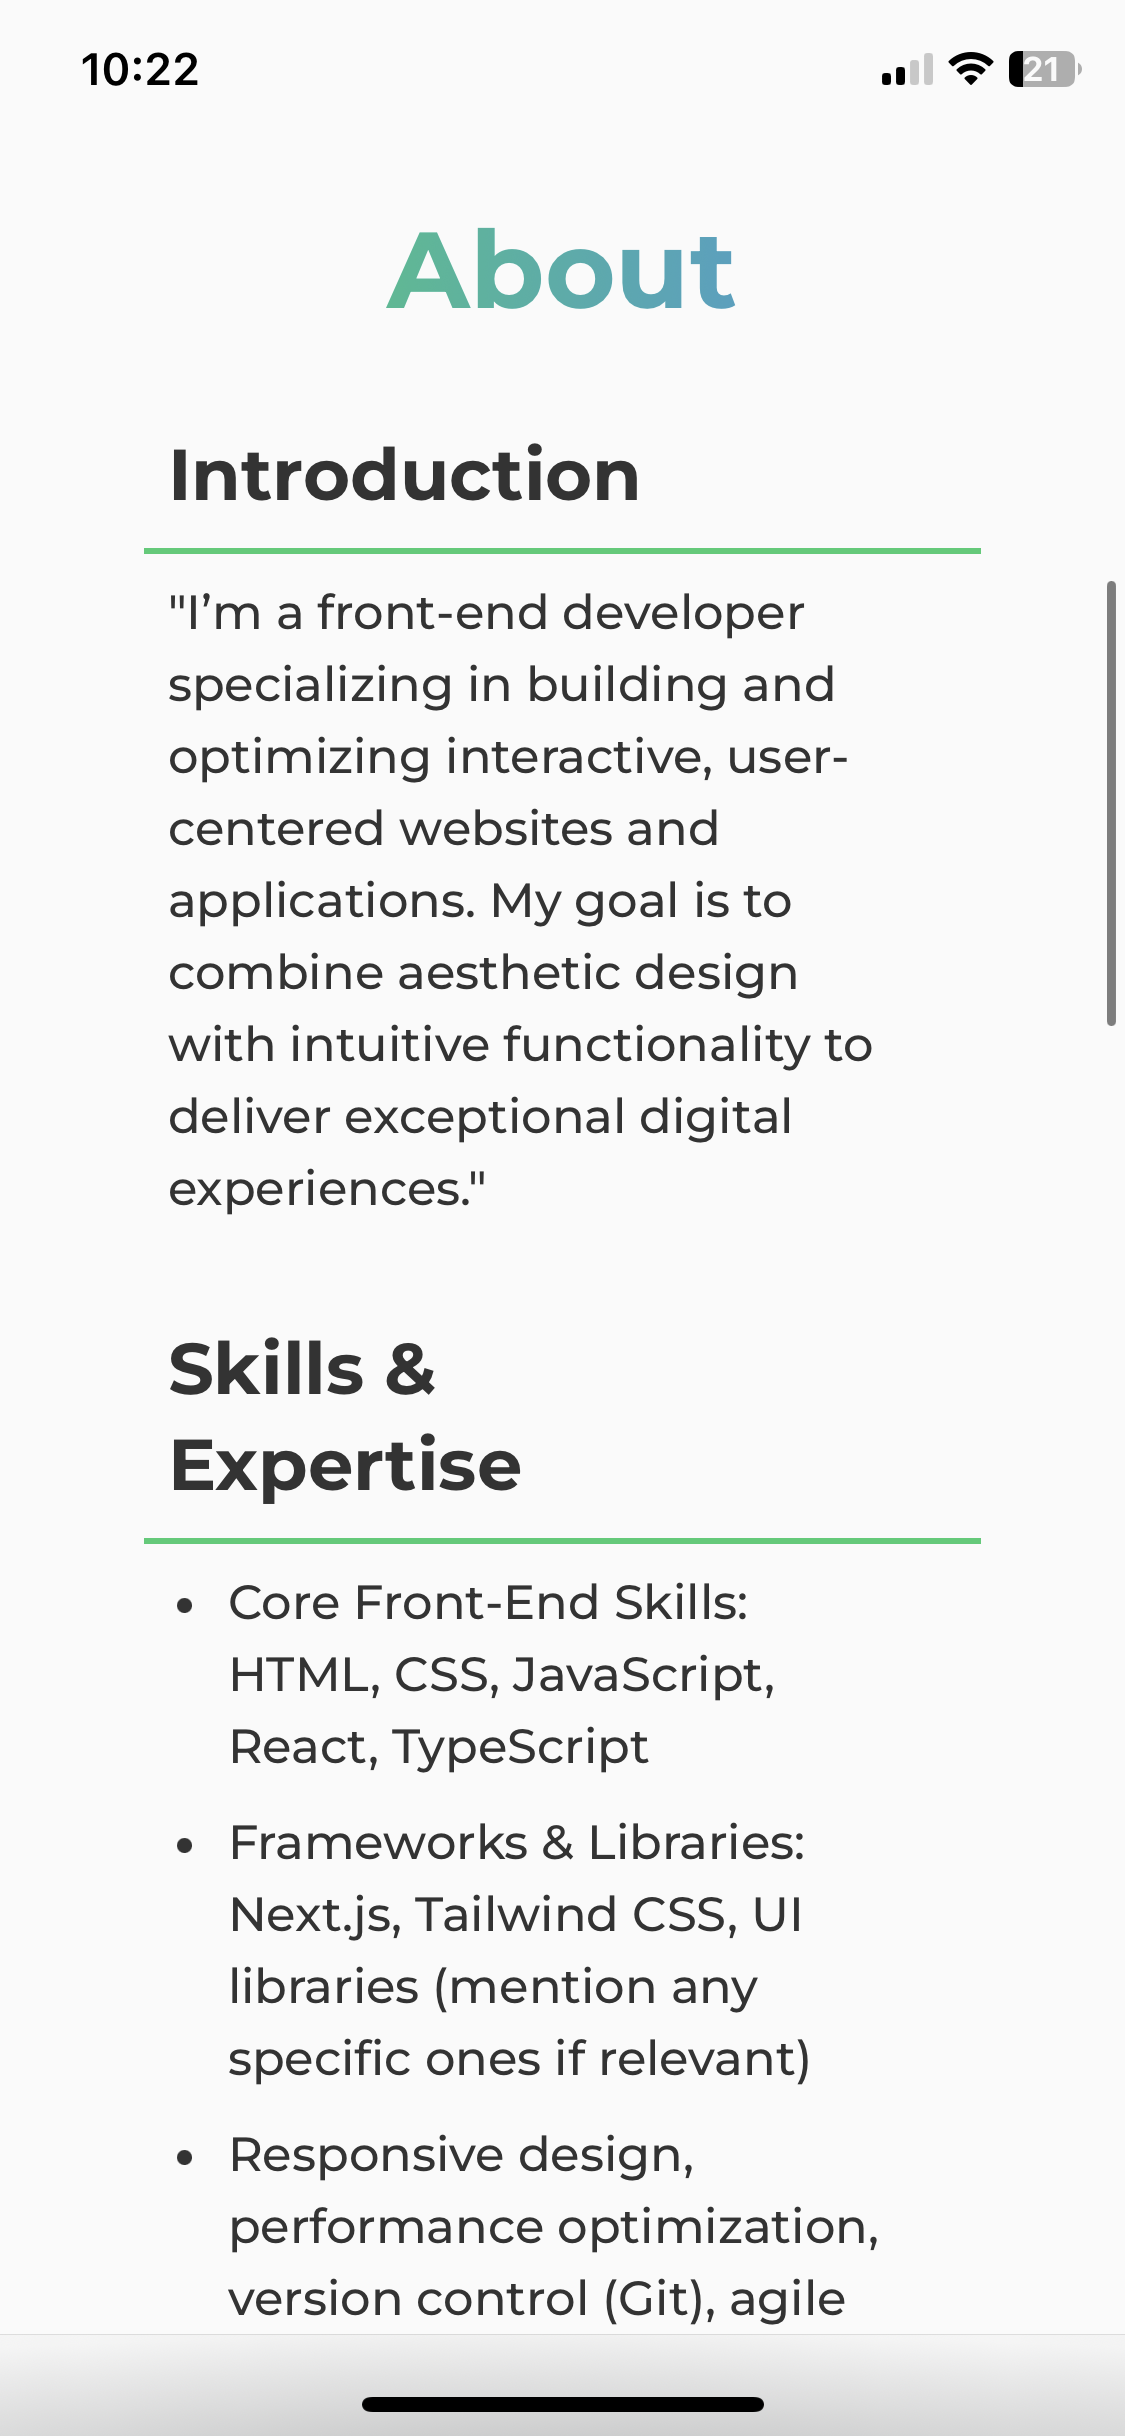 10:22
21
About
Introduction
"I’m a front-end developer
specializing in building and
optimizing interactive, user-
centered websites and
applications. My goal is to
combine aesthetic design
with intuitive functionality to
deliver exceptional digital
experiences."
Skills &
Expertise
• Core Front-End Skills:
HTML, CSS, JavaScript,
React, TypeScript
• Frameworks & Libraries:
Next.js, Tailwind CSS, UI
libraries (mention any
specific ones if relevant)
• Responsive design,
performance optimization,
version control (Git), agile